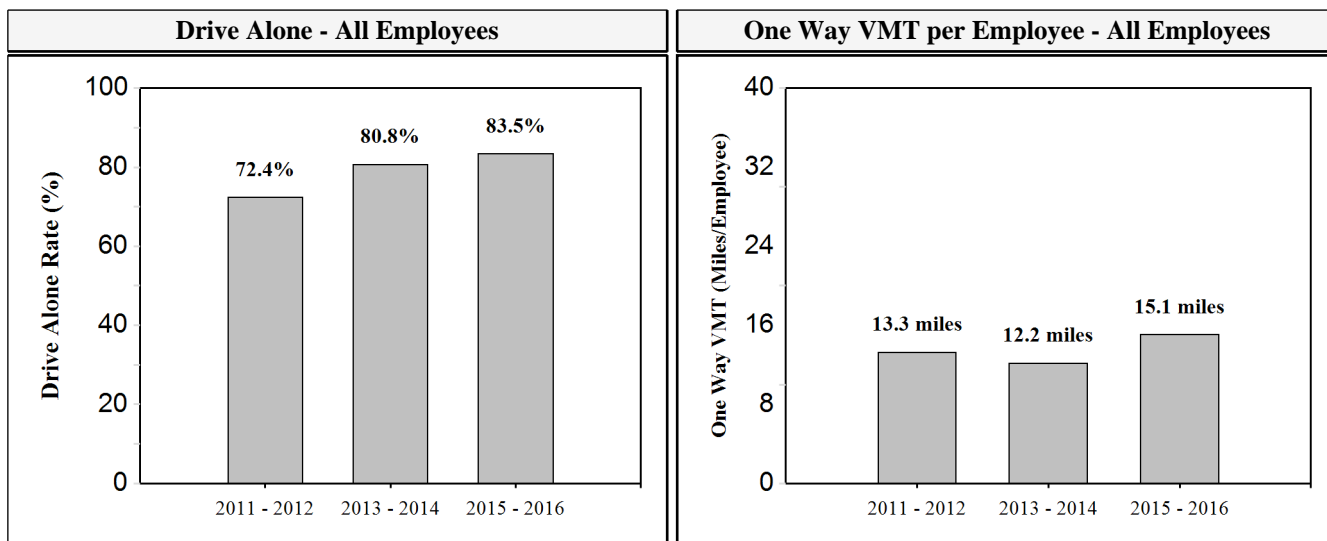 Drive Alone - All Employees
100
80
60
40
20
0
Drive Alone Rate (%)
72.4%
80.8%
83.5%
2011 - 2012
2013 - 2014
2015 - 2016
One Way VMT per Employee - All Employees
40
32
24
16
8
0
One Way VMT (Miles/Employee)
13.3 miles
12.2 miles
15.1 miles
2011 - 2012
2013 - 2014
2015 - 2016